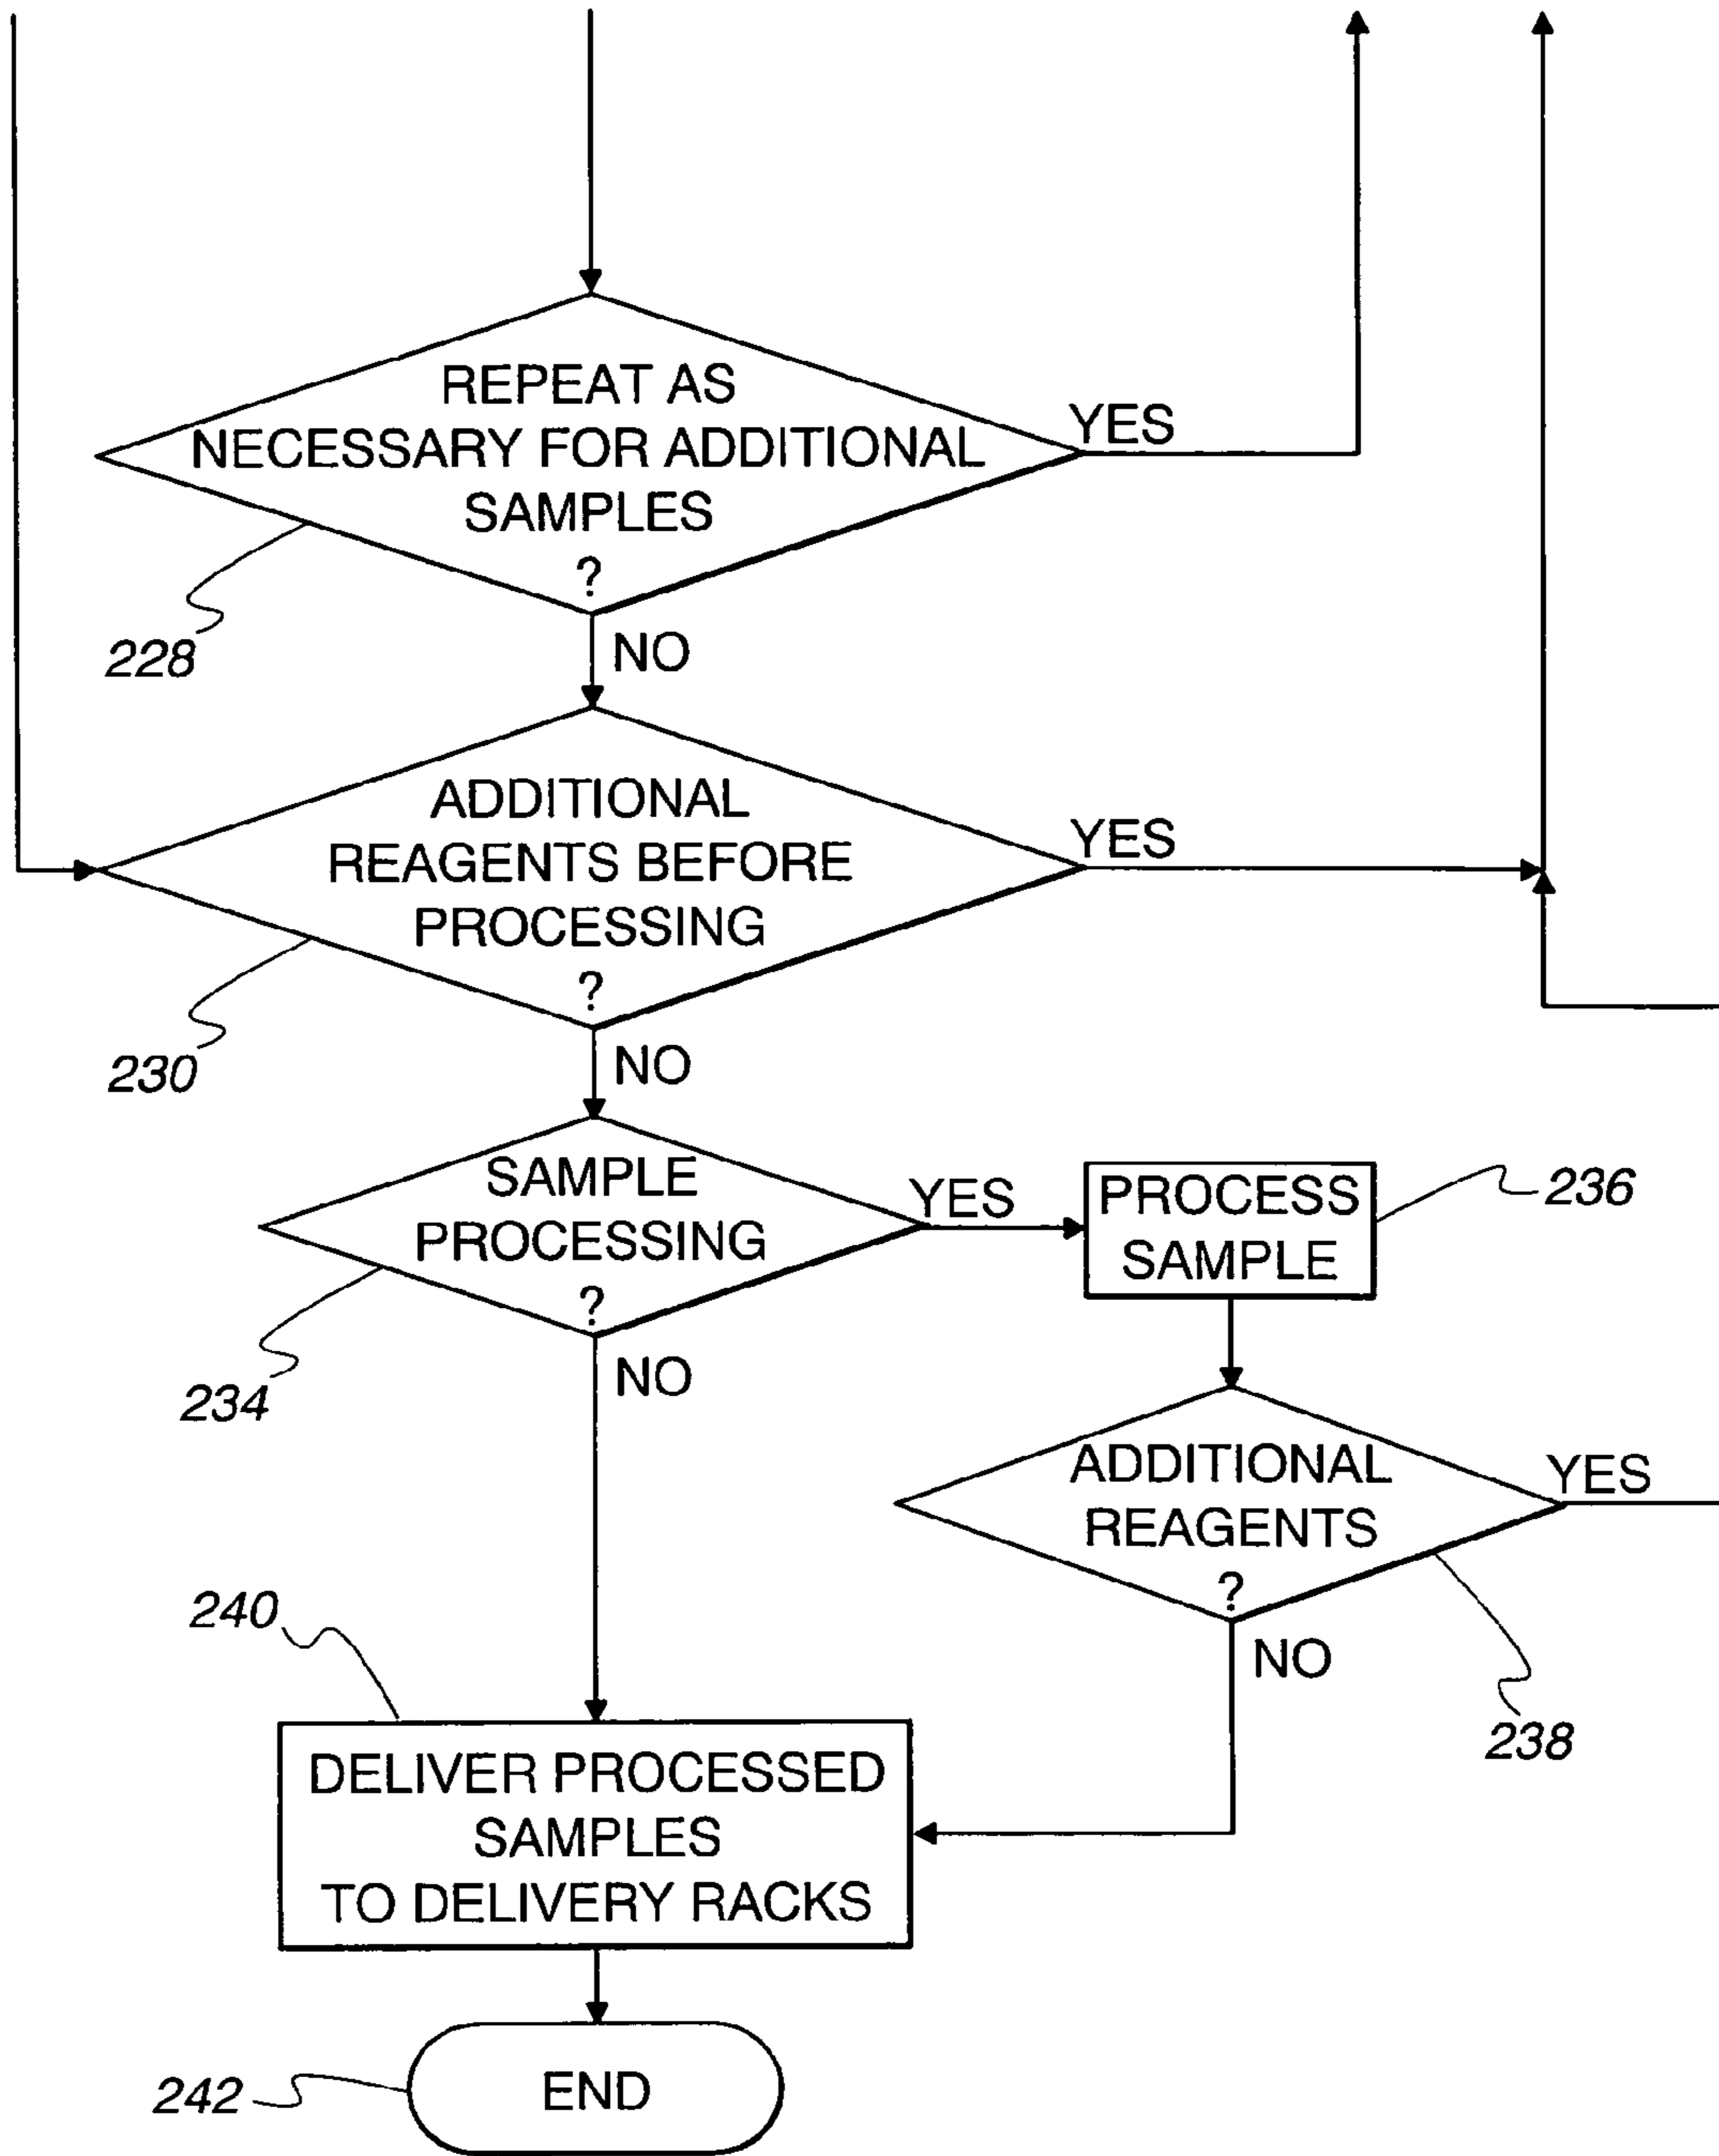 REPEAT AS
NECESSARY FOR ADDITIONAL
SAMPLES
?
YES
228
NO
ADDITIONAL
REAGENTS BEFORE
PROCESSING
?
YES
230
NO
SAMPLE
PROCESSING
?
YES
PROCESS
SAMPLE
236
234
NO
ADDITIONAL
REAGENTS
?
YES
238
NO
240
DELIVER PROCESSED
SAMPLES
TO DELIVERY RACKS
242
END